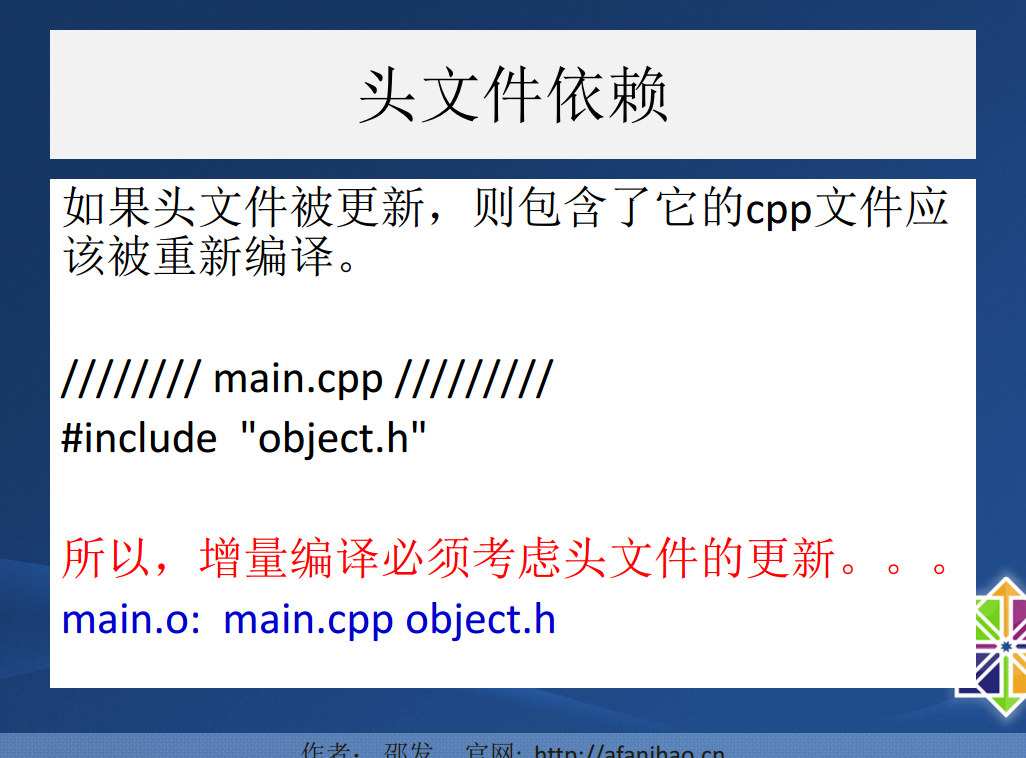 头文件依赖
如果头文件被更新，则包含了它的cpp文件应
该被重新编译。
//////// main.cpp /////////
#include "object.h"
所以，增量编译必须考虑头文件的更新。。。
main.o: main.cpp object.h
作者： 邵发 官网: http://afanihao.cn